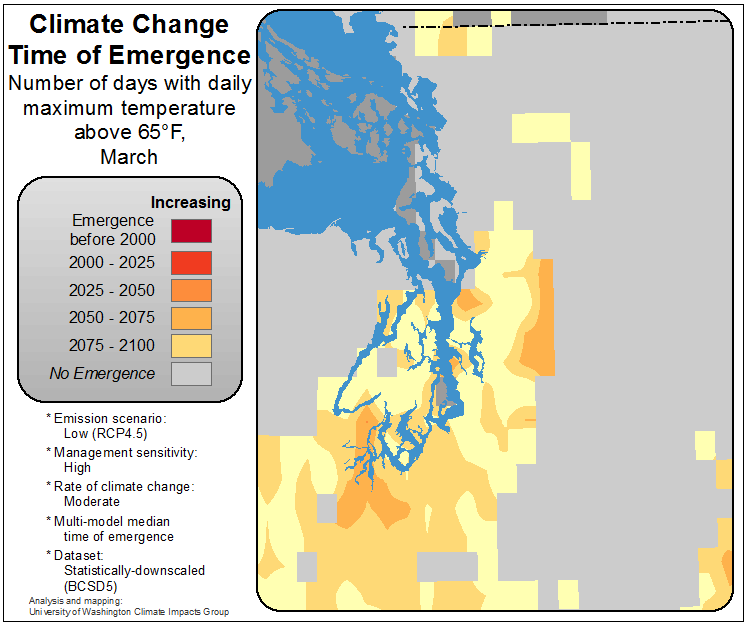 Climate Change
Time of Emergence
Number of days with daily
maximum temperature
above 65°F,
March
Increasing
Emergence
before 2000
2000 - 2025
2025 - 2050
2050 - 2075
2075 - 2100
No Emergence
* Emission scenario:
Low (RCP4.5)
* Management sensitivity:
High
* Rate of climate change:
Moderate
* Multi-model median
time of emergence
* Dataset:
Statistically-downscaled
(BCSD5)
Analysis and mapping:
University of Washington Climate Impacts Group